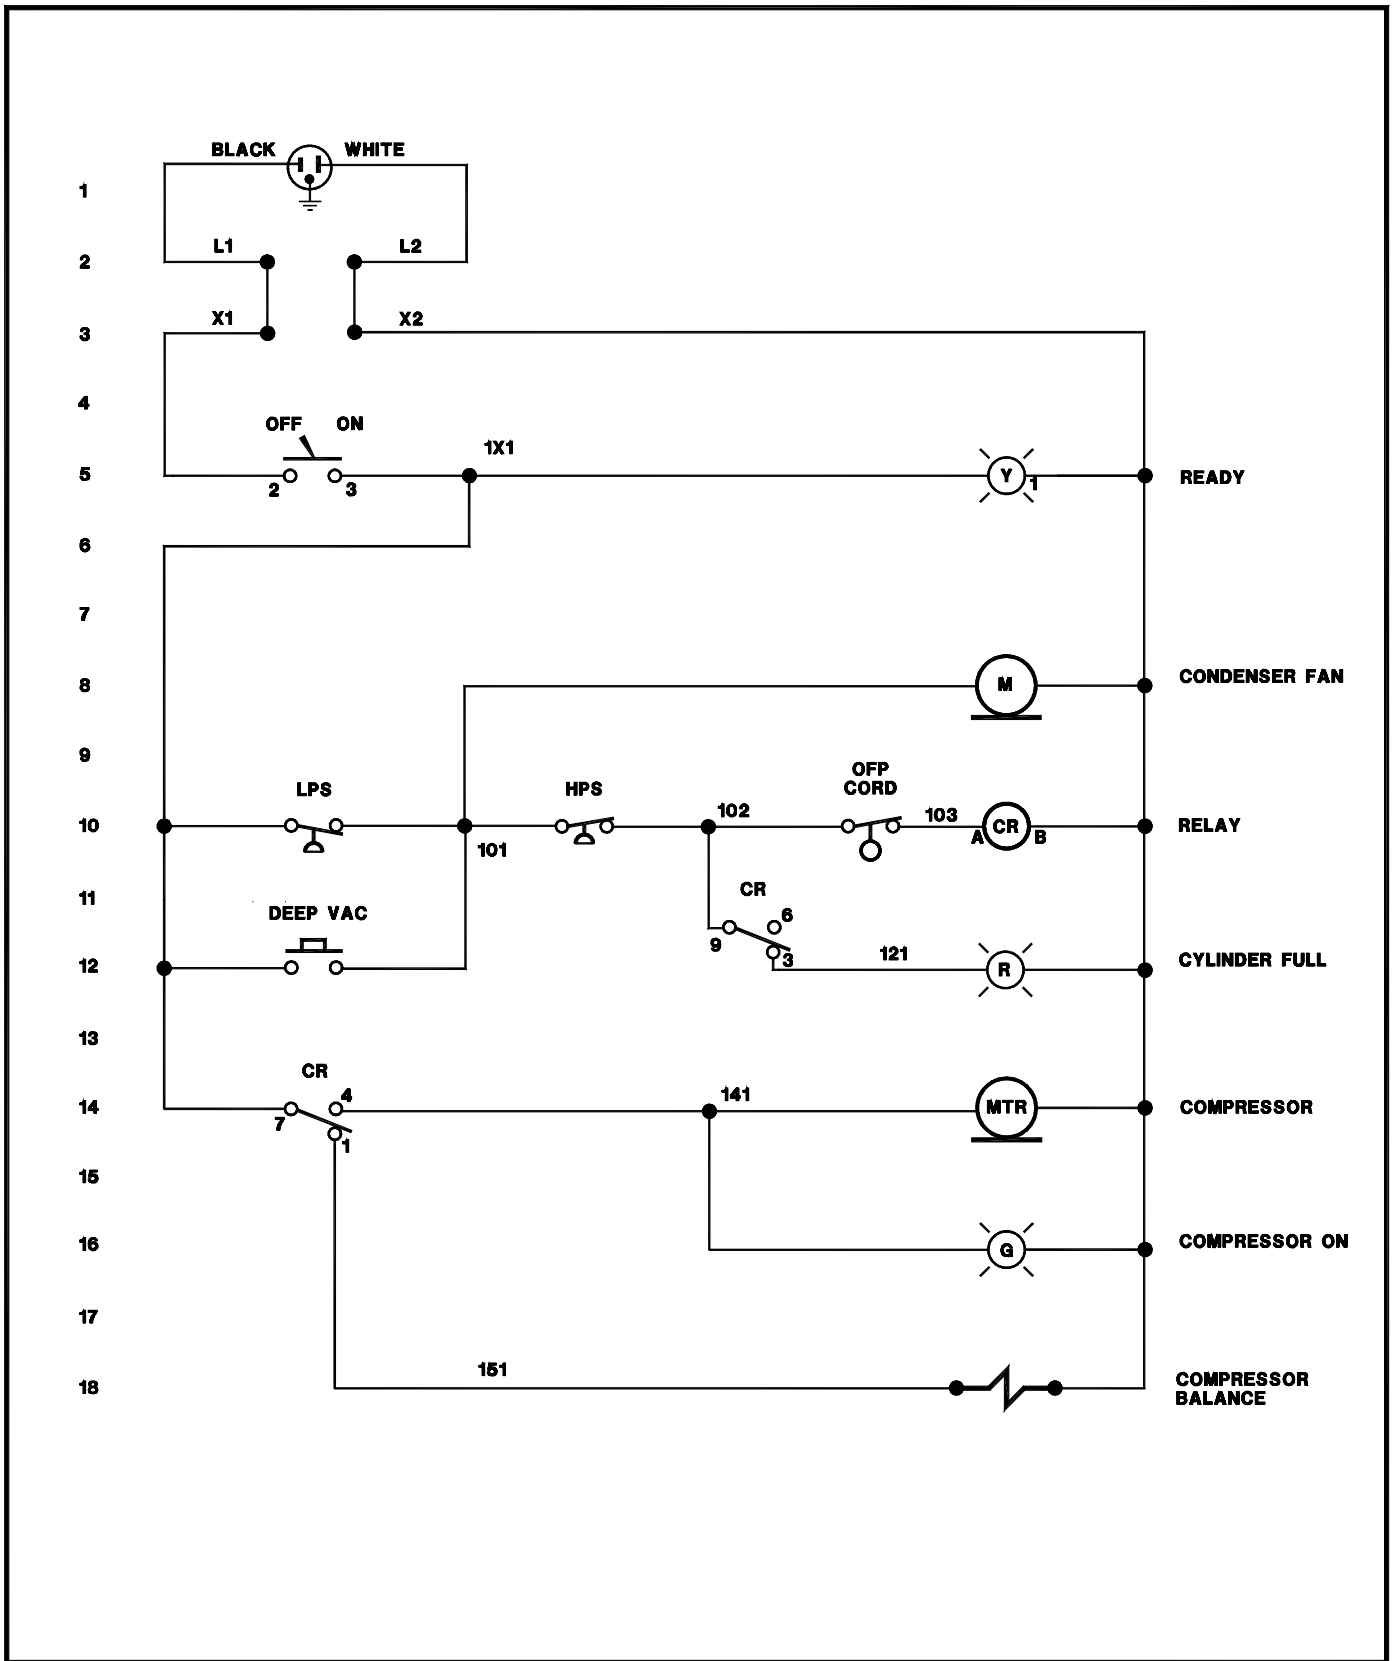 BLACK WHITE
1
L1 L2
2
X1 X2
3
4
OFF ON
1X1
5 2 3 Y 1 READY
6
7
8 M CONDENSER FAN
9
OFP
CORD
LPS HPS
102 103
10 A CR B RELAY
101
CR
11
DEEP VAC 6
9
12 3 121 R CYLINDER FULL
13
CR
4 141
14 7 MTR COMPRESSOR
1
15
16 G COMPRESSOR ON
17
151
18 COMPRESSOR
BALANCE